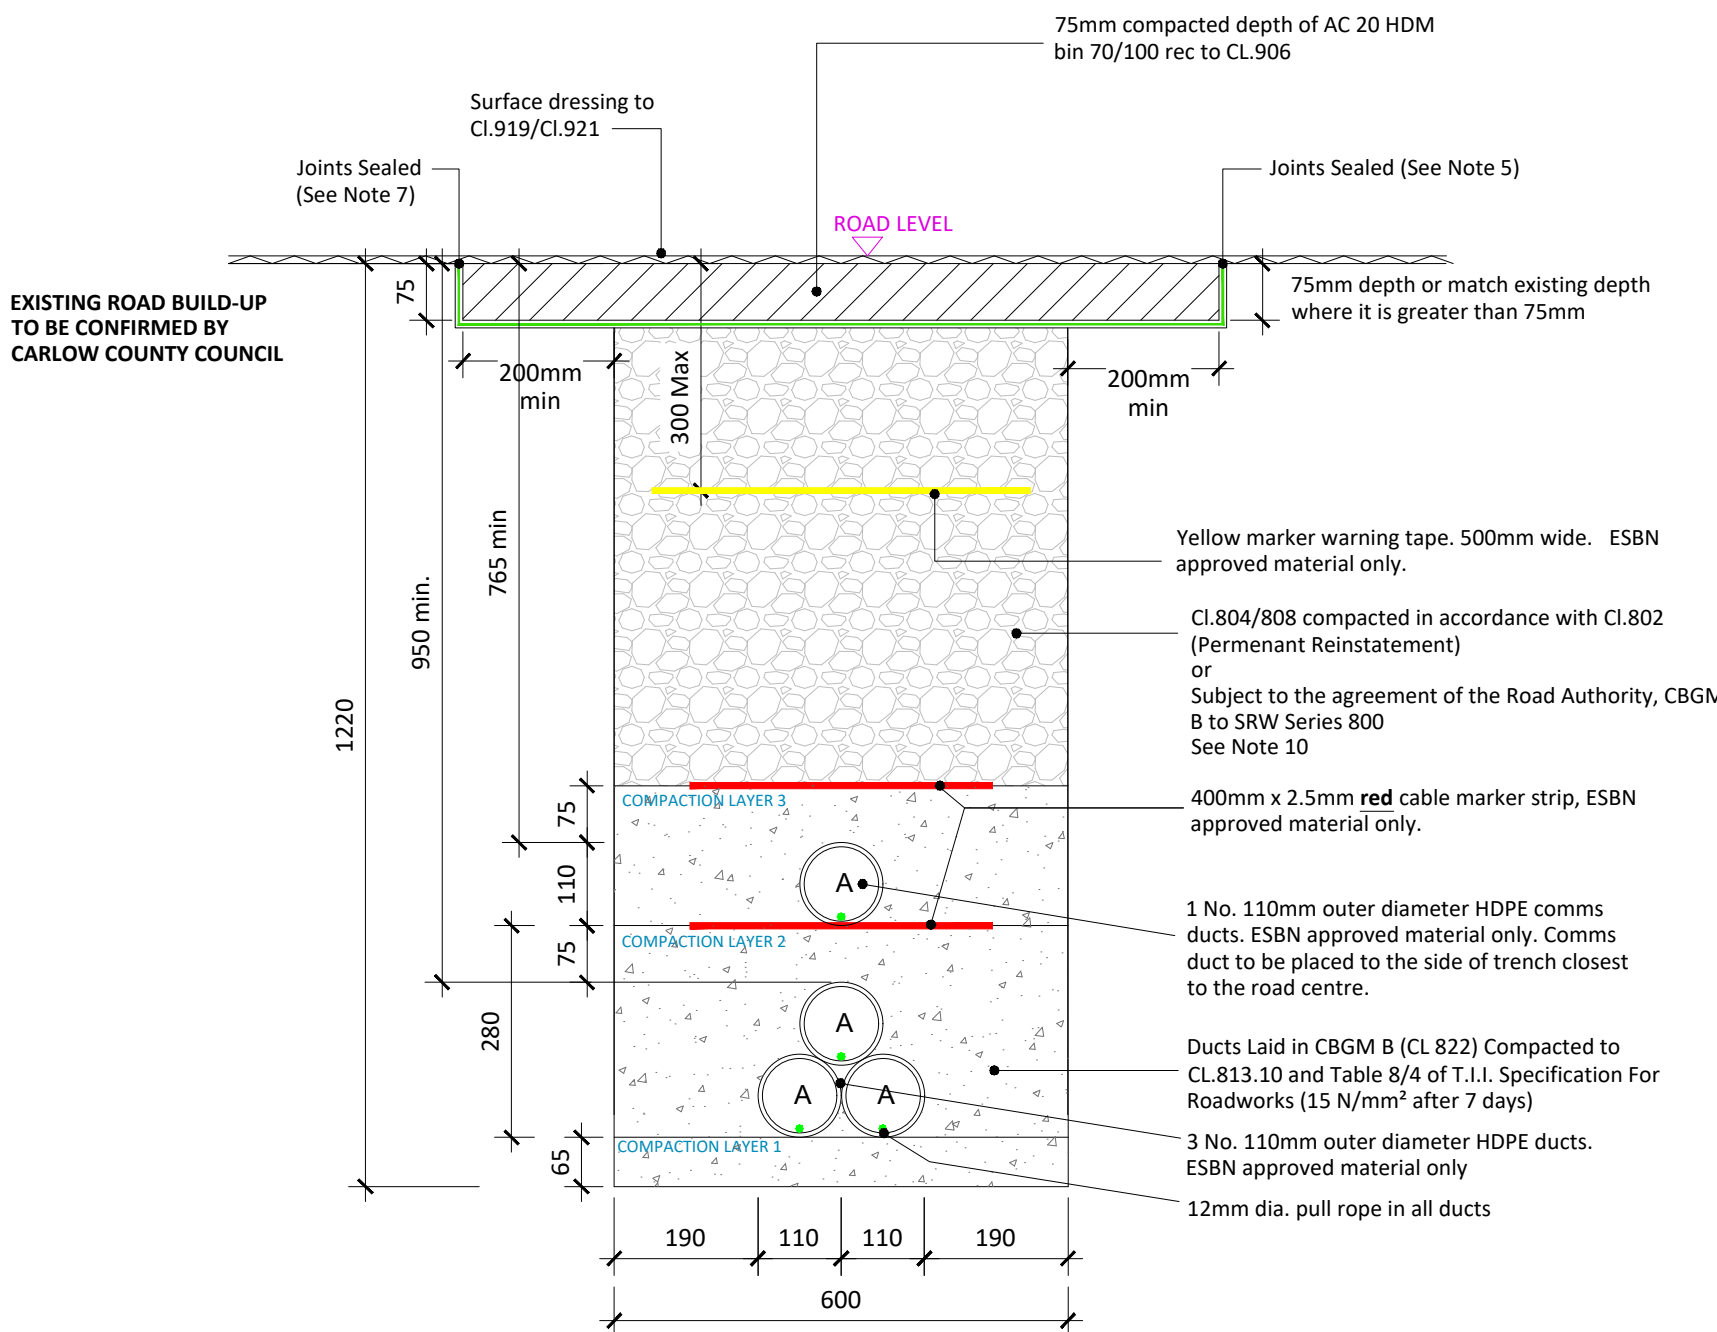 75mm compacted depth of AC 20 HDM
bin 70/100 rec to CL.906
Surface dressing to
Cl.919/Cl.921
Joints Sealed
(See Note 7)
Joints Sealed (See Note 5)
ROAD LEVEL
EXISTING ROAD BUILD-UP
TO BE CONFIRMED BY
CARLOW COUNTY COUNCIL
75
75mm depth or match existing depth
where it is greater than 75mm
200mm
min
300 Max
200mm
min
765 min
950 min.
1220
Yellow marker warning tape. 500mm wide. ESBN
approved material only.
Cl.804/808 compacted in accordance with Cl.802
(Permenant Reinstatement)
or
Subject to the agreement of the Road Authority, CBGM
B to SRW Series 800
See Note 10
COMPACTION LAYER 3
75
400mm x 2.5mm red cable marker strip, ESBN
approved material only.
110
A
1 No. 110mm outer diameter HDPE comms
ducts. ESBN approved material only. Comms
duct to be placed to the side of trench closest
to the road centre.
COMPACTION LAYER 2
75
280
A
A
A
Ducts Laid in CBGM B (CL 822) Compacted to
CL.813.10 and Table 8/4 of T.I.I. Specification For
Roadworks (15 N/mm² after 7 days)
COMPACTION LAYER 1
65
3 No. 110mm outer diameter HDPE ducts.
ESBN approved material only
12mm dia. pull rope in all ducts
190
110
110
190
600